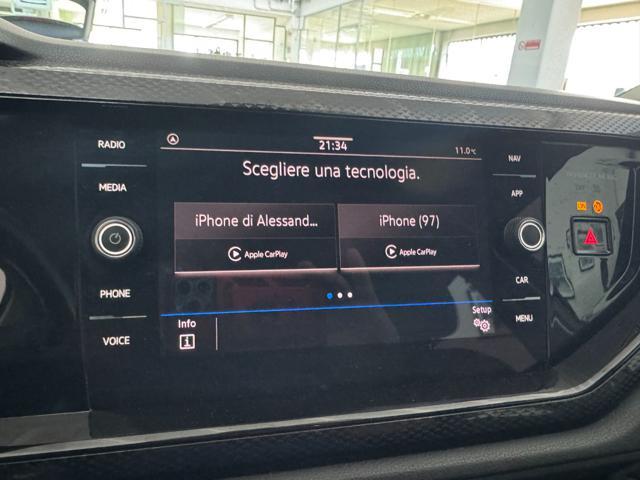 RADIO
MEDIA
PHONE
VOICE
21:34
11.0°C
Scegliere una tecnologia.
iPhone di Alessand...
Apple CarPlay
iPhone (97)
Apple CarPlay
Info
Setup
NAV
APP
CAR
MENU